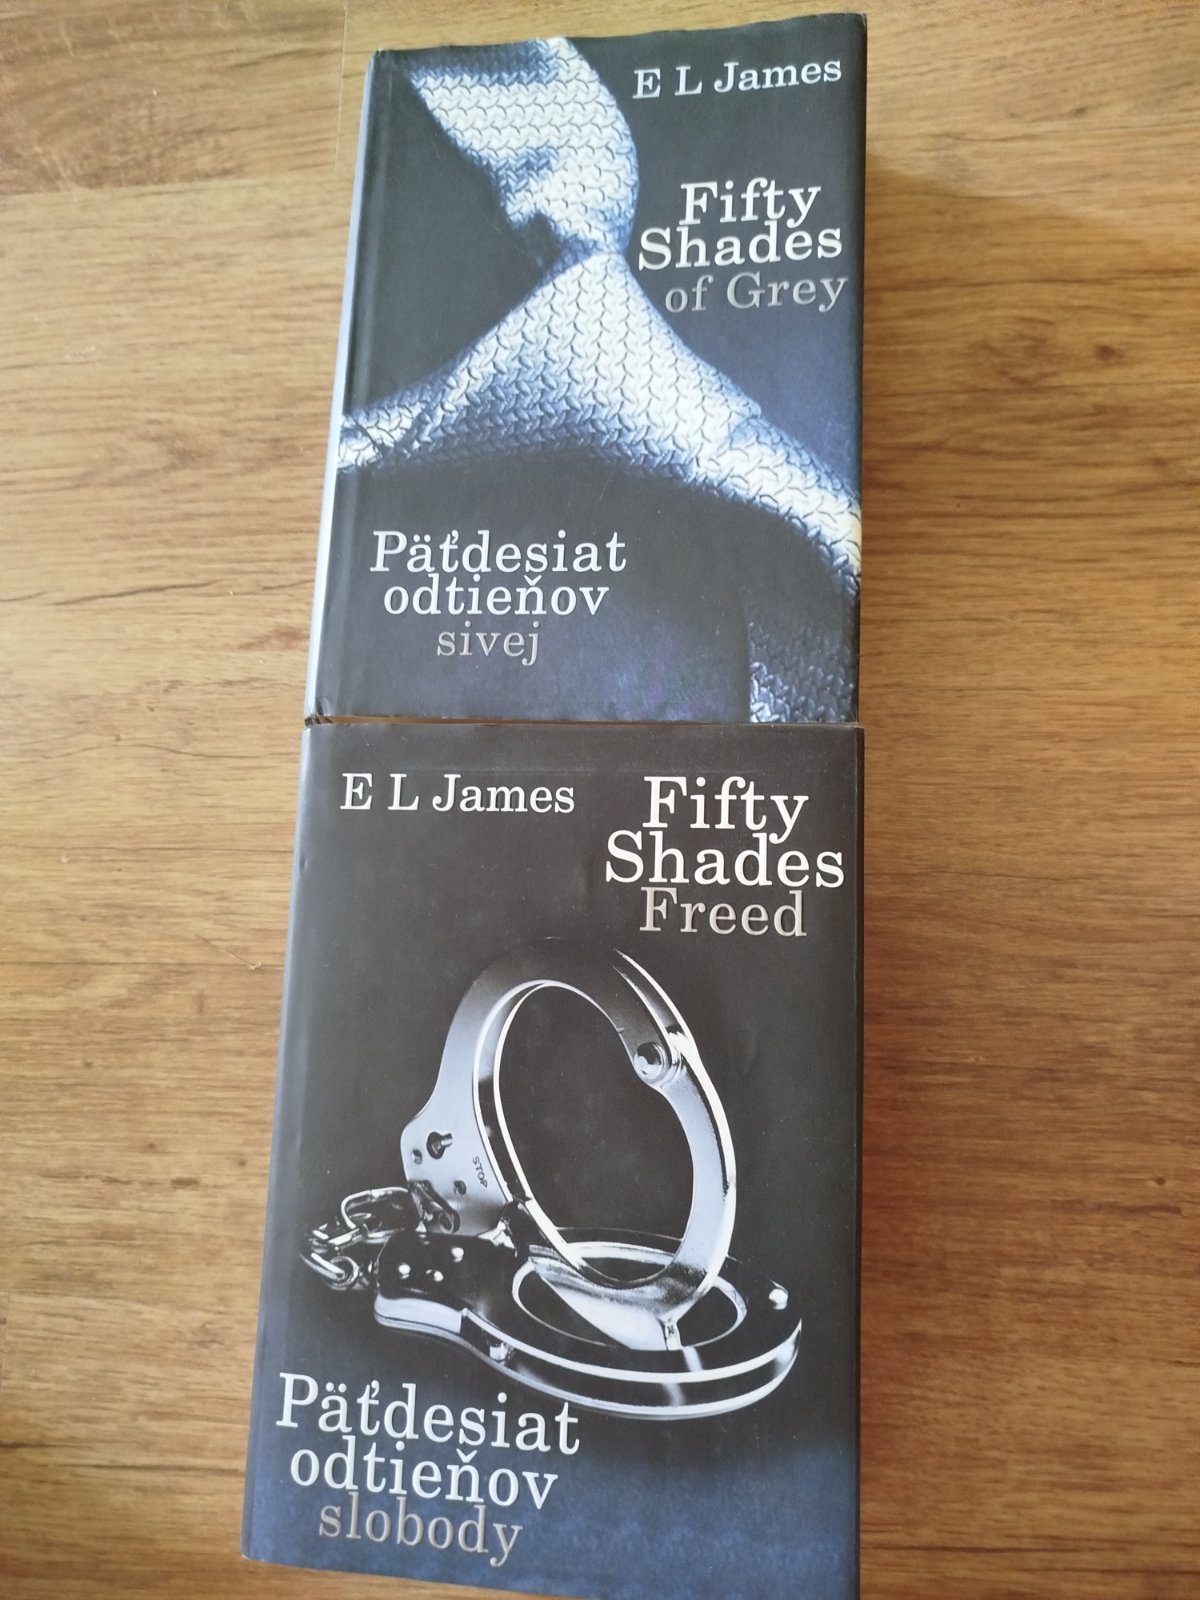 E L James
Fifty
Shades
of Grey
Päťdesiat
odtieňov
sivej
E L James
Fifty
Shades
Freed
STOP
Päťdesiat
odtieňov
slobody